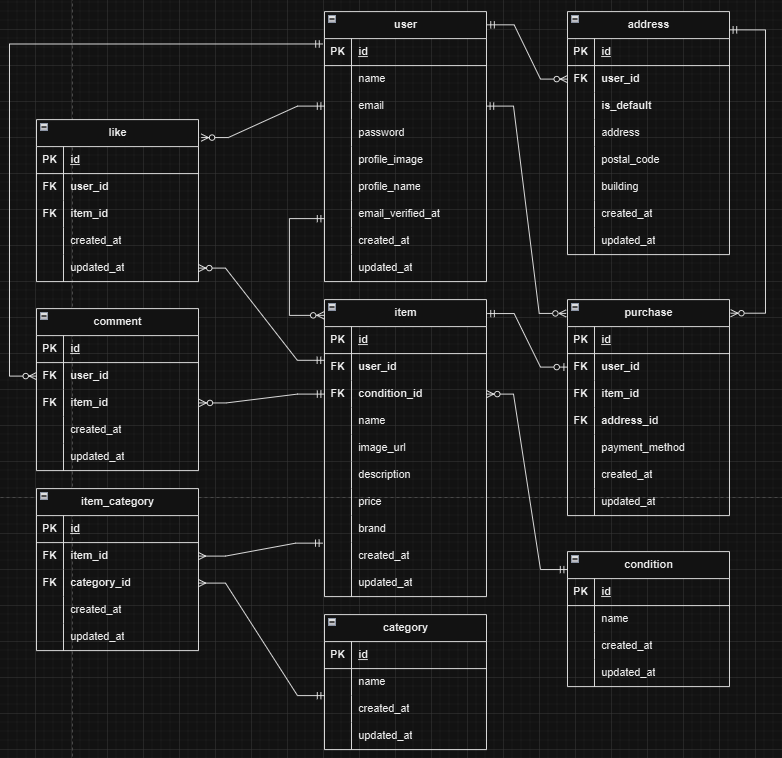 user
PK id
name
email
password
profile_image
profile_name
email_verified_at
created_at
updated_at
address
PK id
FK user_id
is_default
address
postal_code
building
created_at
updated_at
like
PK id
FK user_id
FK item_id
created_at
updated_at
comment
PK id
FK user_id
FK item_id
created_at
updated_at
item
PK id
FK user_id
FK condition_id
name
image_url
description
price
brand
created_at
updated_at
purchase
PK id
FK user_id
FK item_id
FK address_id
payment_method
created_at
updated_at
item_category
PK id
FK item_id
FK category_id
created_at
updated_at
category
PK id
name
created_at
updated_at
condition
PK id
name
created_at
updated_at